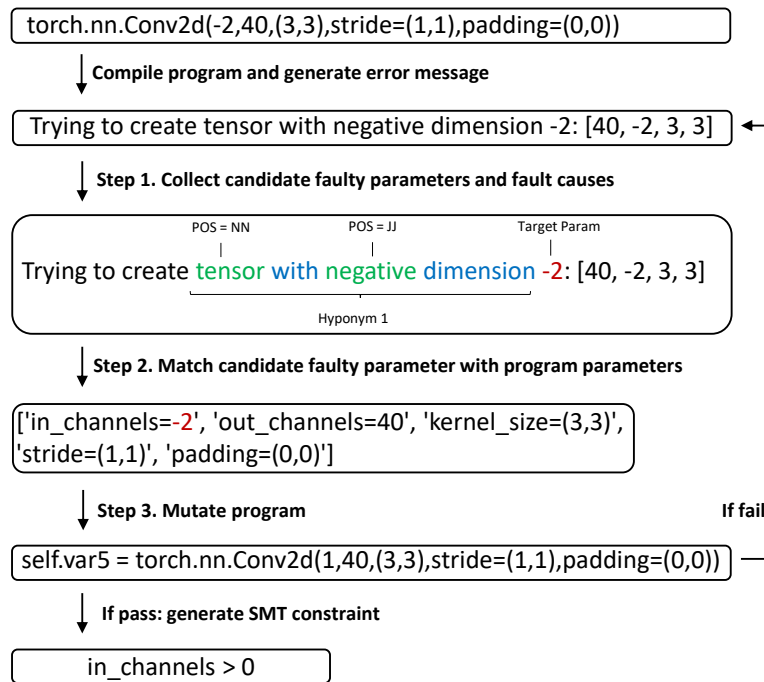 torch.nn.Conv2d(-2,40,(3,3),stride=(1,1),padding=(0,0))
Compile program and generate error message
Trying to create tensor with negative dimension -2: [40, -2, 3, 3]
Step 1. Collect candidate faulty parameters and fault causes
POS = NN POS = JJ Target Param
Trying to create tensor with negative dimension -2: [40, -2, 3, 3]
Hyponym 1
Step 2. Match candidate faulty parameter with program parameters
['in_channels=-2', 'out_channels=40', 'kernel_size=(3,3)',
'stride=(1,1)', 'padding=(0,0)']
Step 3. Mutate program If fail
self.var5 = torch.nn.Conv2d(1,40,(3,3),stride=(1,1),padding=(0,0))
If pass: generate SMT constraint
in_channels > 0